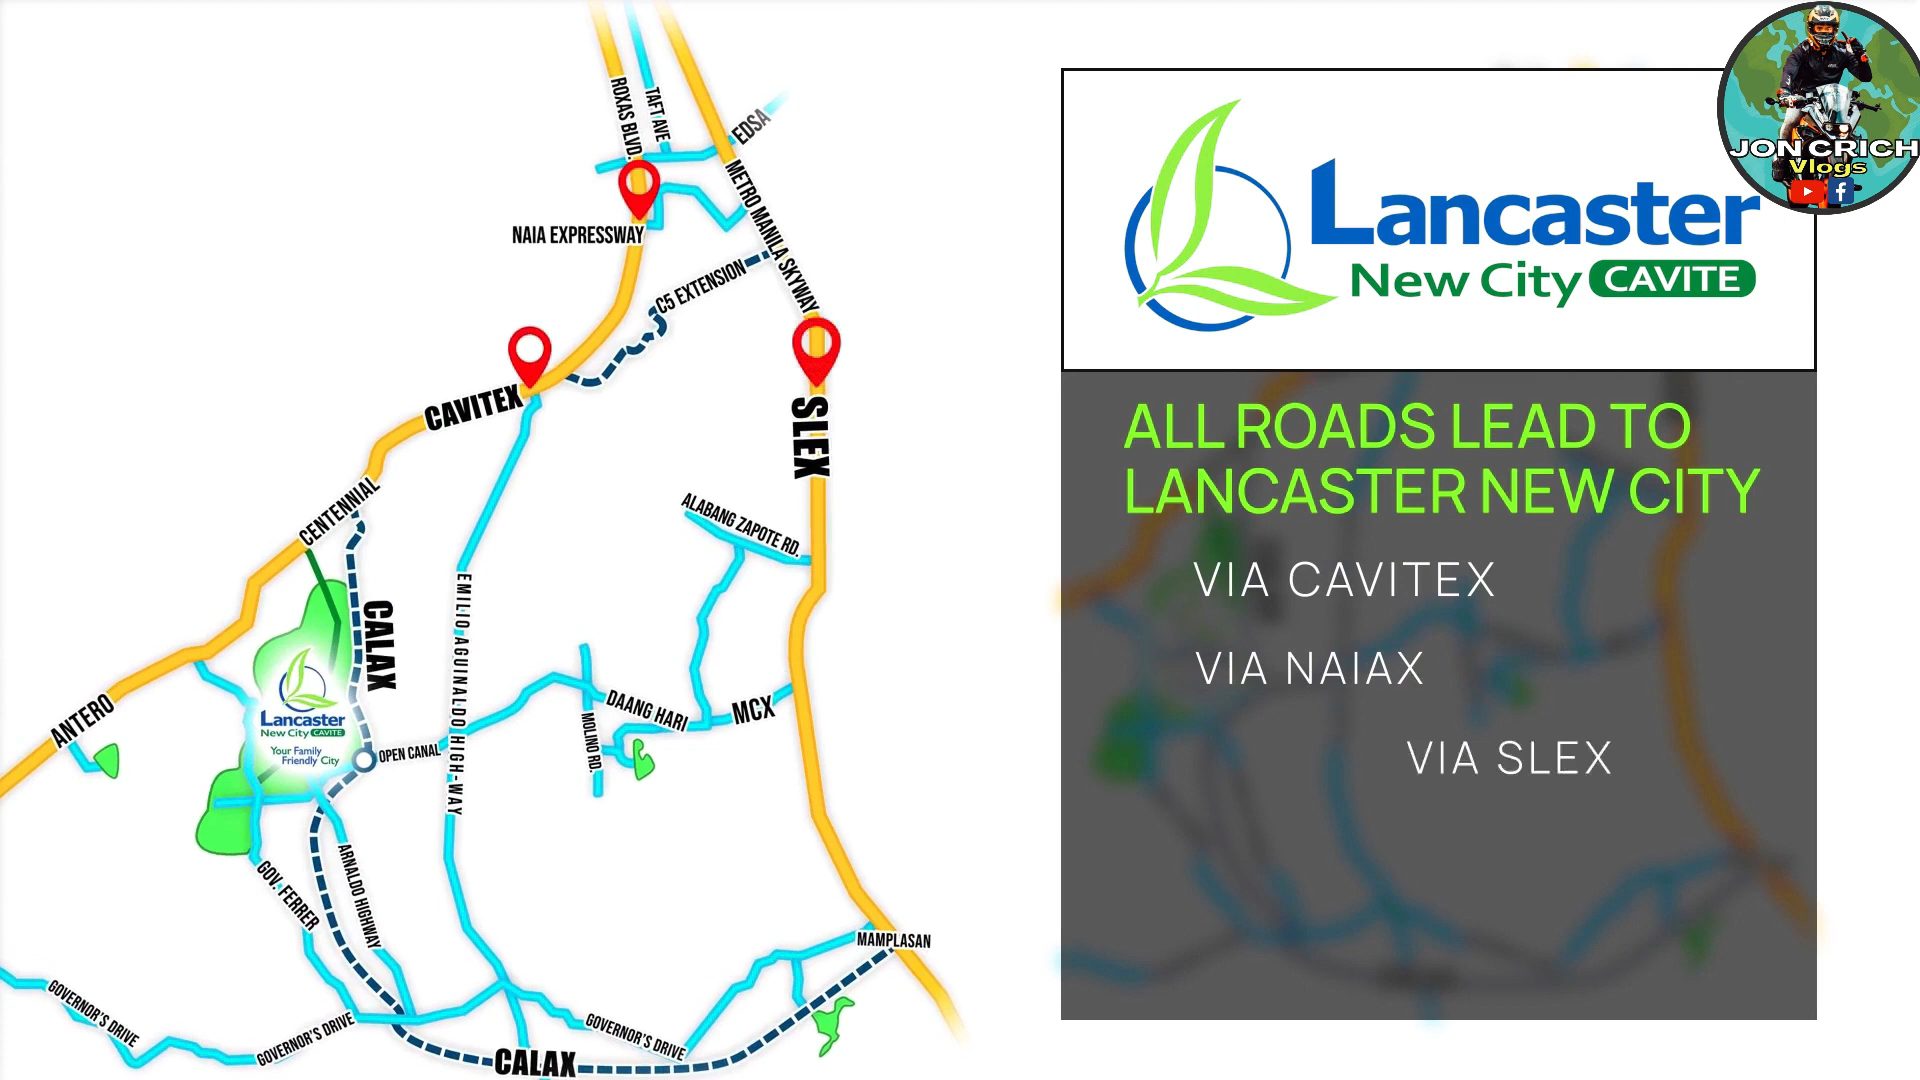 ROXAS BLVD.
TAFT AVE
EDSA
METRO MANILA SKYWAY
NAIA EXPRESSWAY
C5 EXTENSION
CAVITEX
SLEX
CENTENNIAL
ALABANG ZAPOTE RD.
EMILIO AGUINALDO HIGH-WAY
CALAX
ANTERO
Lancaster
New City CAVITE
Your Family
Friendly City
OPEN CANAL
MOLINO RD.
DAANG HARI
MCX
GOV. FERRER
ARNALDO HIGHWAY
MAMPLASAN
GOVERNOR'S DRIVE
GOVERNOR'S DRIVE
GOVERNOR'S DRIVE
CALAX
JON CRICH
Vlogs
Lancaster
New City CAVITE
ALL ROADS LEAD TO
LANCASTER NEW CITY
VIA CAVITEX
VIA NAIAX
VIA SLEX